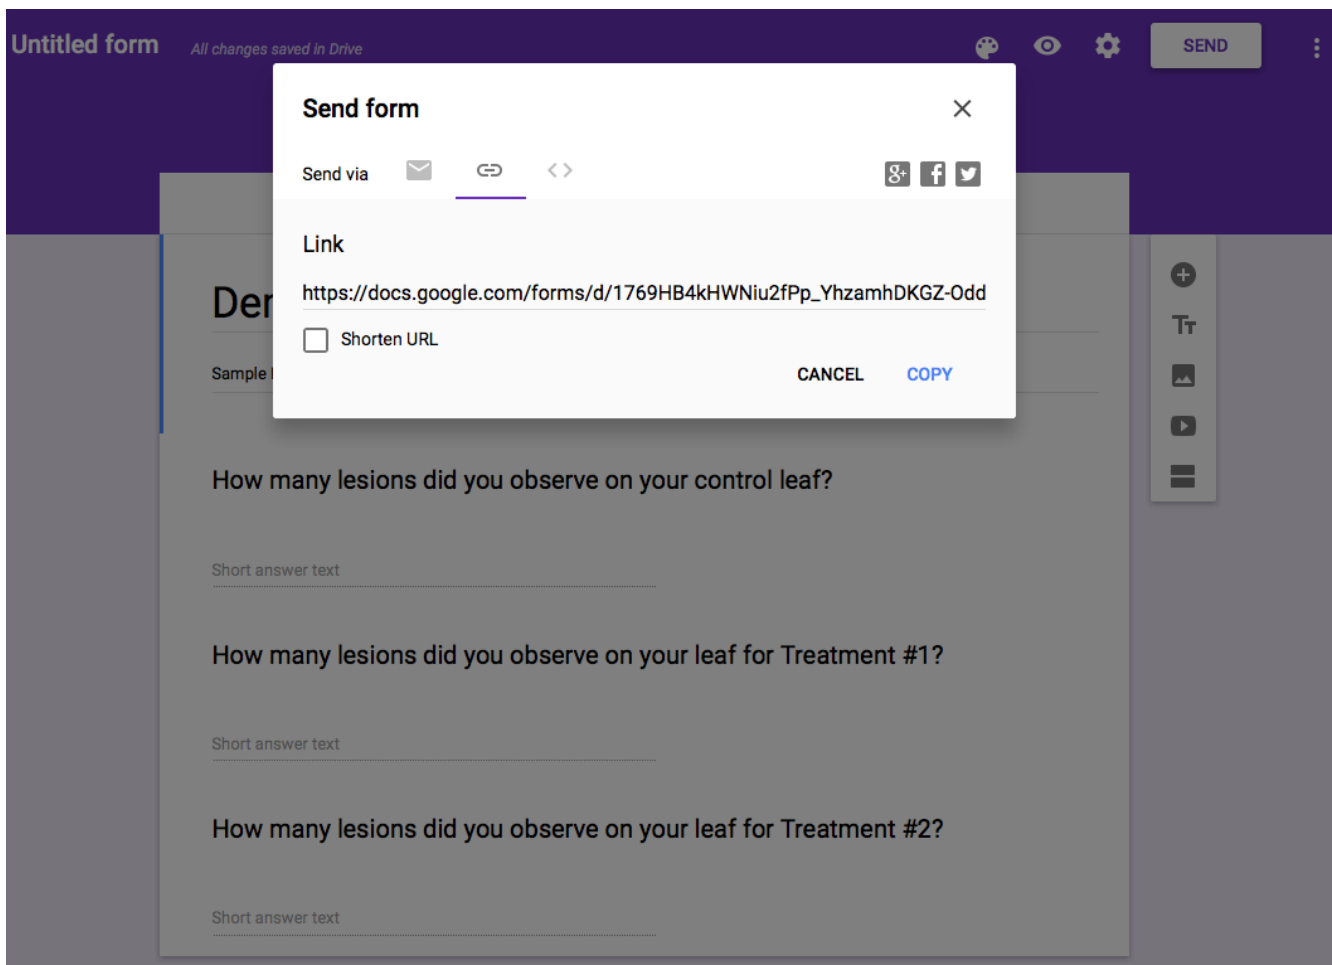 Untitled form All changes saved in Drive SEND
Send form
Send via
Link
https://docs.google.com/forms/d/1769HB4kHWNiu2fPp_YhzamhDKGZ-Odd
Shorten URL
CANCEL COPY
Der
Sample
How many lesions did you observe on your control leaf?
Short answer text
How many lesions did you observe on your leaf for Treatment #1?
Short answer text
How many lesions did you observe on your leaf for Treatment #2?
Short answer text